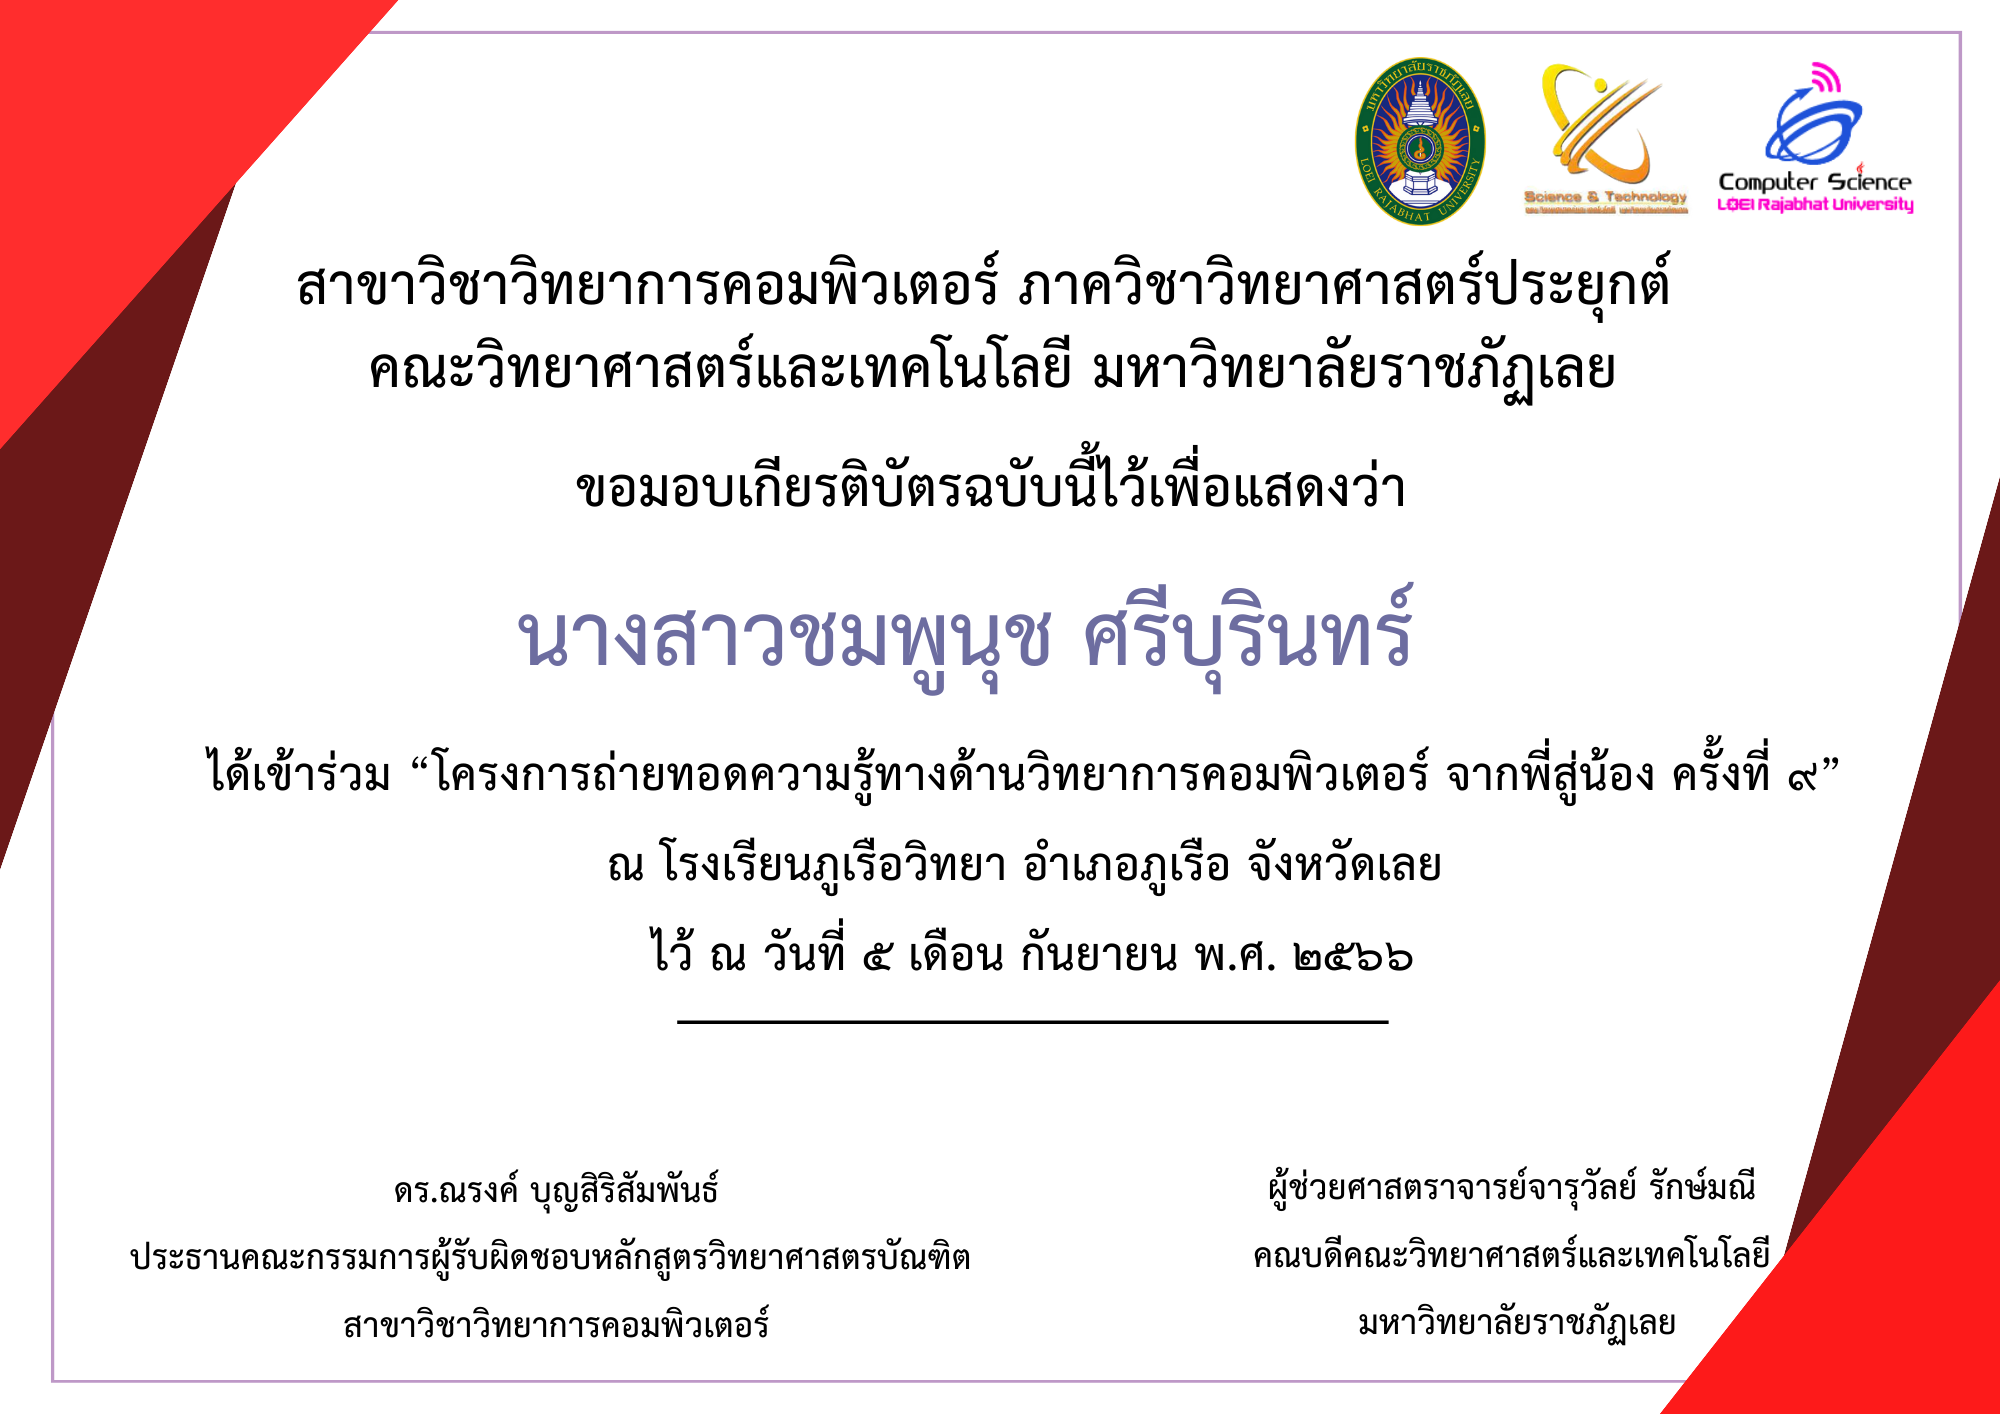 มหาวิทยาลัยราชภัฏเลย
LOEI RAJABHAT UNIVERSITY
Science & Technology
Computer Science
LOEI Rajabhat University
สาขาวิชาวิทยาการคอมพิวเตอร์ ภาควิชาวิทยาศาสตร์ประยุกต์
คณะวิทยาศาสตร์และเทคโนโลยี มหาวิทยาลัยราชภัฏเลย
ขอมอบเกียรติบัตรฉบับนี้ไว้เพื่อแสดงว่า
นางสาวชมพูนุช ศรีบุรินทร์
ได้เข้าร่วม “โครงการถ่ายทอดความรู้ทางด้านวิทยาการคอมพิวเตอร์ จากพี่สู่น้อง ครั้งที่ ๙”
ณ โรงเรียนภูเรือวิทยา อำเภอภูเรือ จังหวัดเลย
ไว้ ณ วันที่ ๕ เดือน กันยายน พ.ศ. ๒๕๖๖
ดร.ณรงค์ บุญสิริสัมพันธ์
ประธานคณะกรรมการผู้รับผิดชอบหลักสูตรวิทยาศาสตรบัณฑิต
สาขาวิชาวิทยาการคอมพิวเตอร์
ผู้ช่วยศาสตราจารย์จารุวัลย์ รักษ์มณี
คณบดีคณะวิทยาศาสตร์และเทคโนโลยี
มหาวิทยาลัยราชภัฏเลย